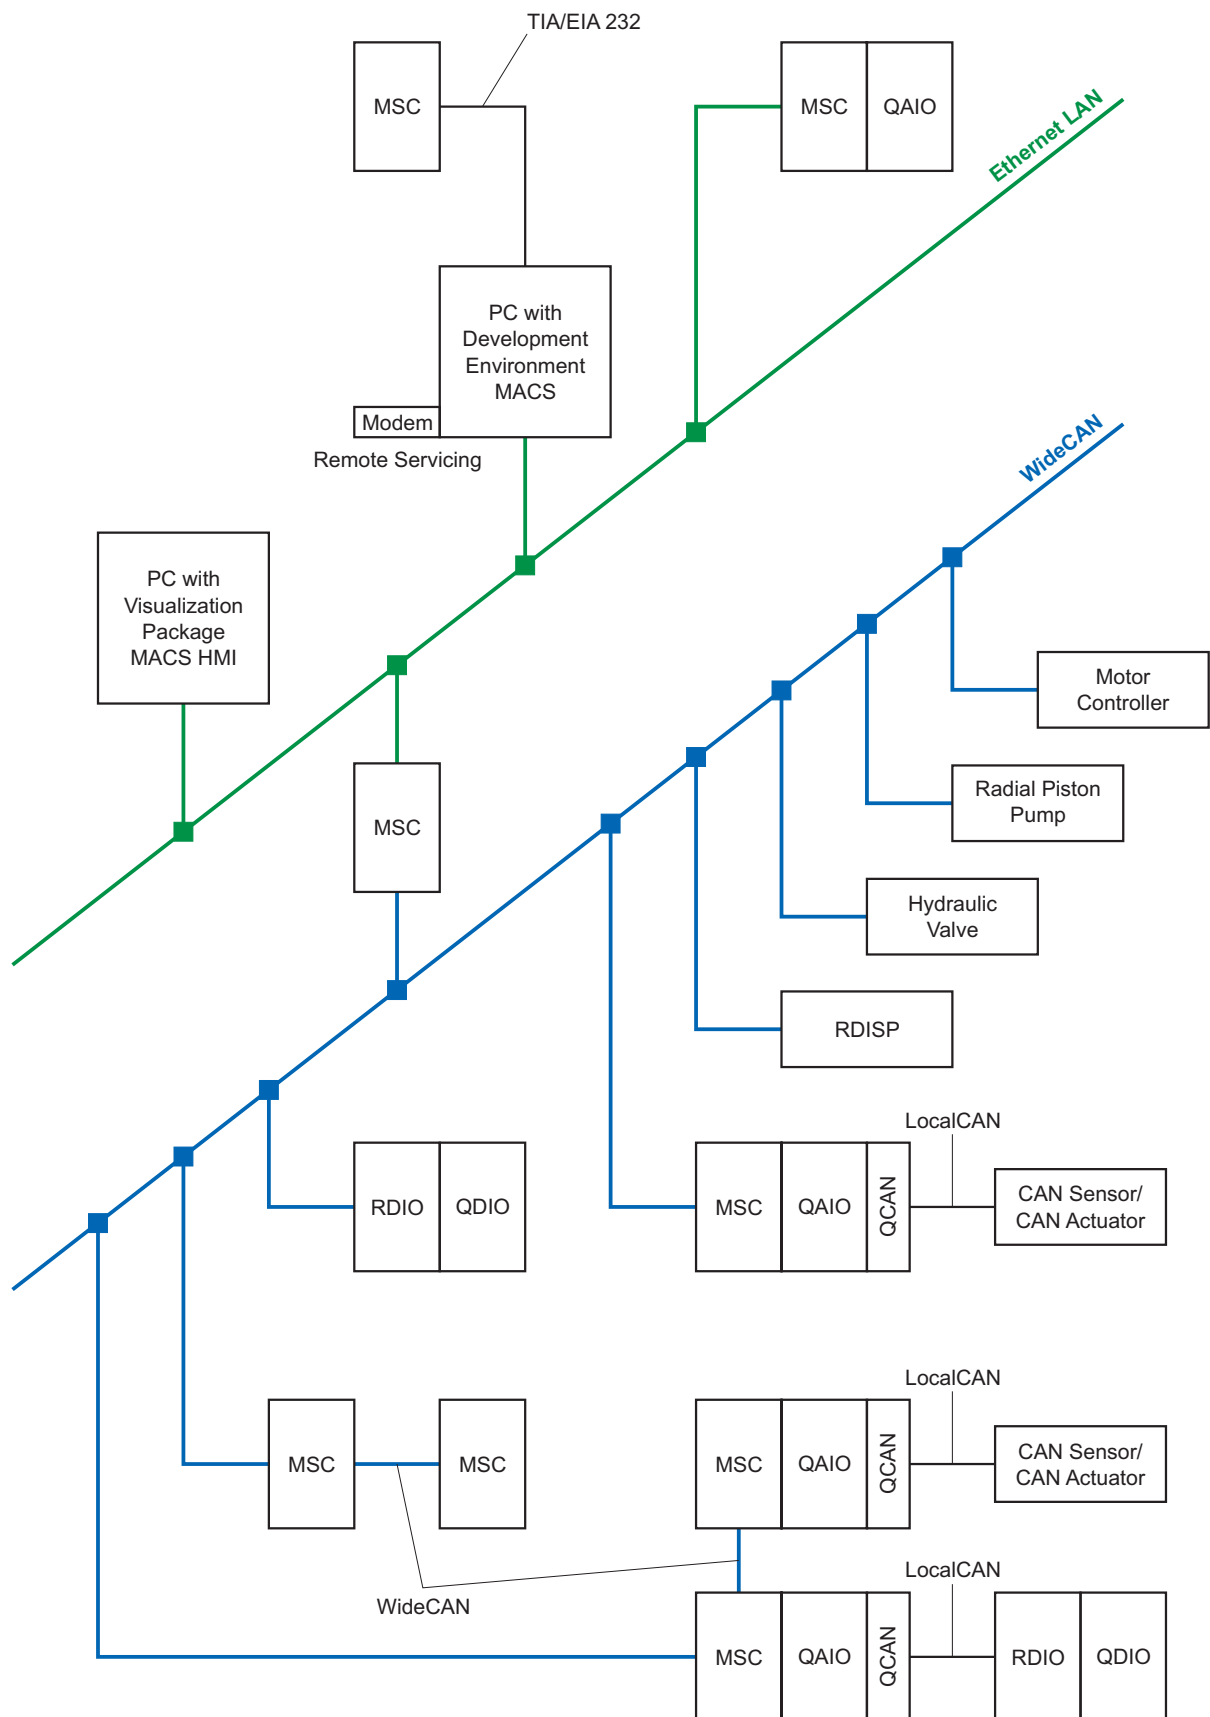 TIA/EIA 232
MSC
MSC
QAIO
Ethernet LAN
PC with
Development
Environment
MACS
Modem
Remote Servicing
WideCAN
PC with
Visualization
Package
MACS HMI
Motor
Controller
MSC
Radial Piston
Pump
Hydraulic
Valve
RDISP
LocalCAN
RDIO
QDIO
MSC
QAIO
QCAN
CAN Sensor/
CAN Actuator
LocalCAN
MSC
MSC
MSC
QAIO
QCAN
CAN Sensor/
CAN Actuator
WideCAN
LocalCAN
MSC
QAIO
QCAN
RDIO
QDIO